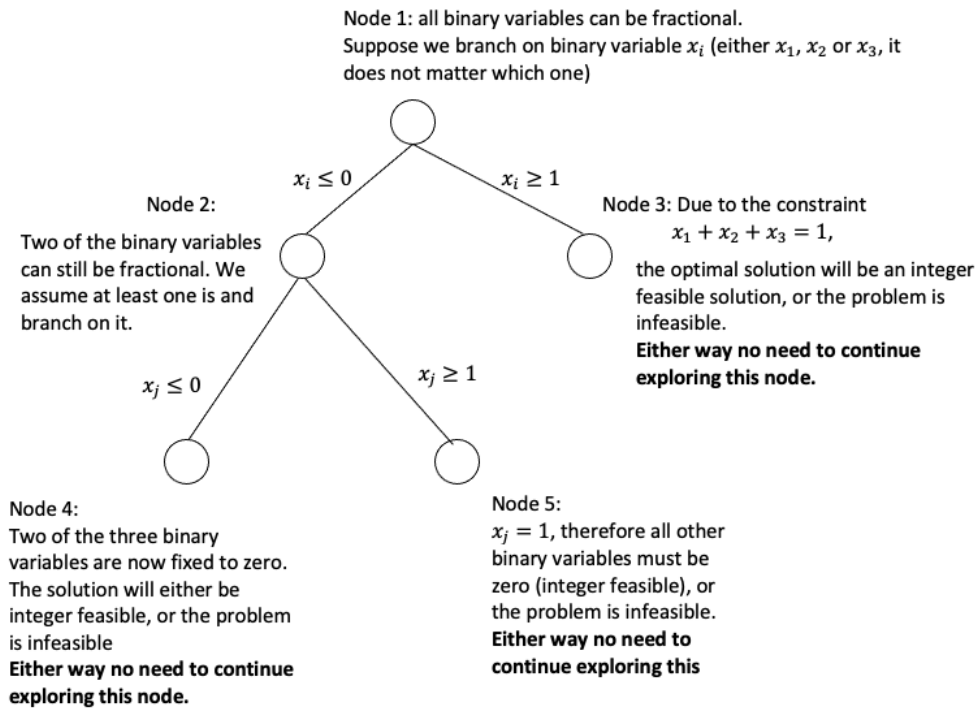 Node 1: all binary variables can be fractional.
Suppose we branch on binary variable 𝑥ᵢ (either 𝑥₁, 𝑥₂ or 𝑥₃, it
does not matter which one)
𝑥ᵢ ≤ 0
𝑥ᵢ ≥ 1
Node 2:
Two of the binary variables
can still be fractional. We
assume at least one is and
branch on it.
Node 3: Due to the constraint
𝑥₁ + 𝑥₂ + 𝑥₃ = 1,
the optimal solution will be an integer
feasible solution, or the problem is
infeasible.
Either way no need to continue
exploring this node.
𝑥ⱼ ≤ 0
𝑥ⱼ ≥ 1
Node 4:
Two of the three binary
variables are now fixed to zero.
The solution will either be
integer feasible, or the problem
is infeasible
Either way no need to continue
exploring this node.
Node 5:
𝑥ⱼ = 1, therefore all other
binary variables must be
zero (integer feasible), or
the problem is infeasible.
Either way no need to
continue exploring this